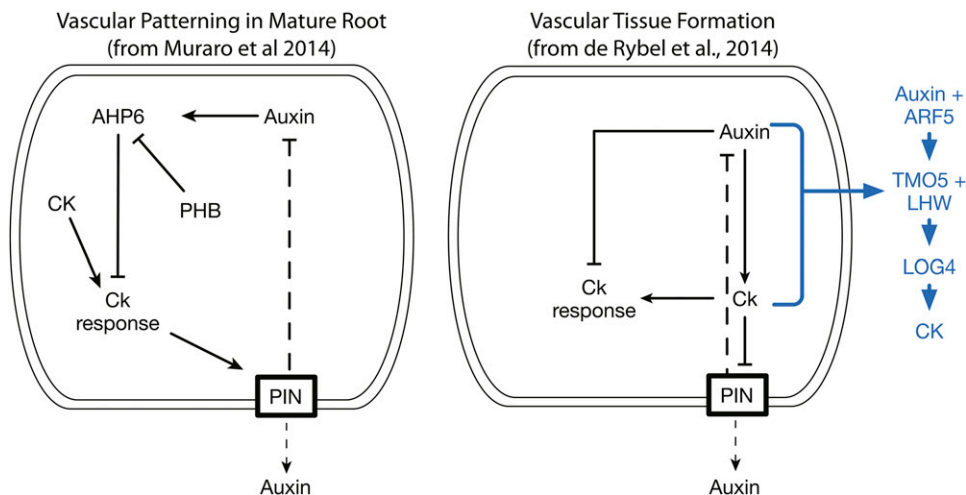 Vascular Patterning in Mature Root
(from Muraro et al 2014)
AHP6
Auxin
CK
PHB
Ck
response
PIN
Auxin
Vascular Tissue Formation
(from de Rybel et al., 2014)
Auxin
Ck
response
Ck
PIN
Auxin
Auxin +
ARF5
TMO5 +
LHW
LOG4
CK